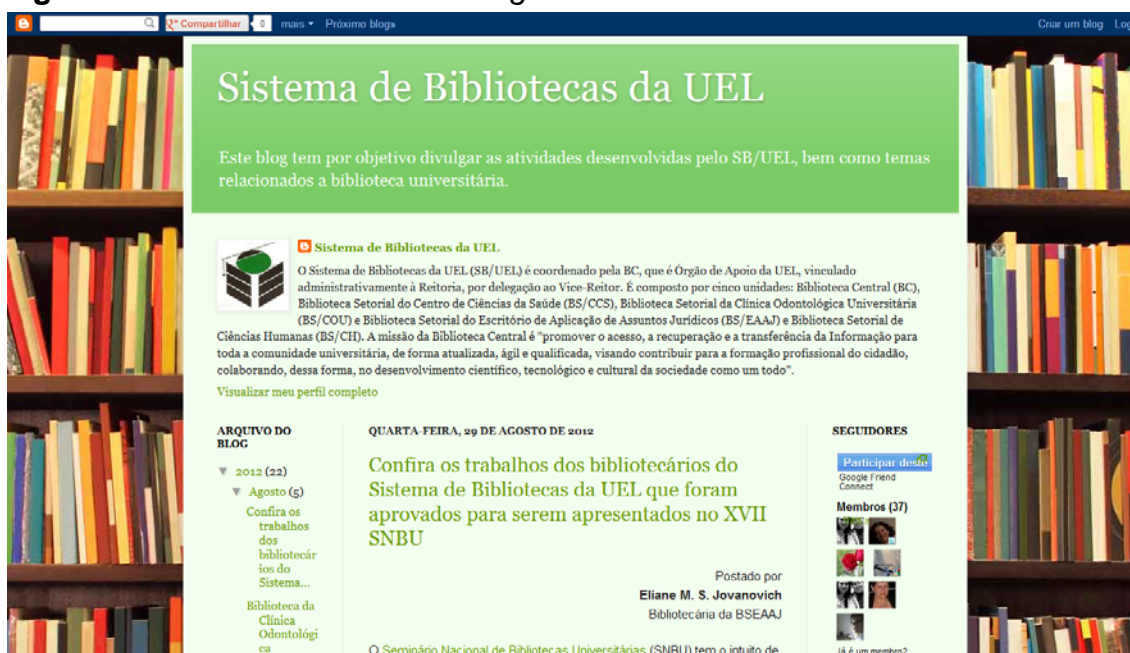 Compartilhar 0 mais Próximo blog» Criar um blog
Sistema de Bibliotecas da UEL
Este blog tem por objetivo divulgar as atividades desenvolvidas pelo SB/UEL, bem como temas
relacionados a biblioteca universitária.
Sistema de Bibliotecas da UEL
O Sistema de Bibliotecas da UEL (SB/UEL) é coordenado pela BC, que é Órgão de Apoio da UEL, vinculado
administrativamente à Reitoria, por delegação ao Vice-Reitor. É composto por cinco unidades: Biblioteca Central (BC),
Biblioteca Setorial do Centro de Ciências da Saúde (BS/CCS), Biblioteca Setorial da Clínica Odontológica Universitária
(BS/COU) e Biblioteca Setorial do Escritório de Aplicação de Assuntos Jurídicos (BS/EAAJ) e Biblioteca Setorial de
Ciências Humanas (BS/CH). A missão da Biblioteca Central é "promover o acesso, a recuperação e a transferência da Informação para
toda a comunidade universitária, de forma atualizada, ágil e qualificada, visando contribuir para a formação profissional do cidadão,
colaborando, dessa forma, no desenvolvimento científico, tecnológico e cultural da sociedade como um todo".
Visualizar meu perfil completo
ARQUIVO DO
BLOG
▼ 2012 (22)
▼ Agosto (5)
Confira os
trabalhos
dos
bibliotecár
ios do
Sistema...
Biblioteca da
Clínica
Odontológi
ca
QUARTA-FEIRA, 29 DE AGOSTO DE 2012
Confira os trabalhos dos bibliotecários do
Sistema de Bibliotecas da UEL que foram
aprovados para serem apresentados no XVII
SNBU
Postado por
Eliane M. S. Jovanovich
Bibliotecária da BSEAAJ
O Seminário Nacional de Bibliotecas Universitárias (SNBU) tem o intuito de
SEGUIDORES
Participar deste
Google Friend
Connect
Membros (37)
Já é um membro?